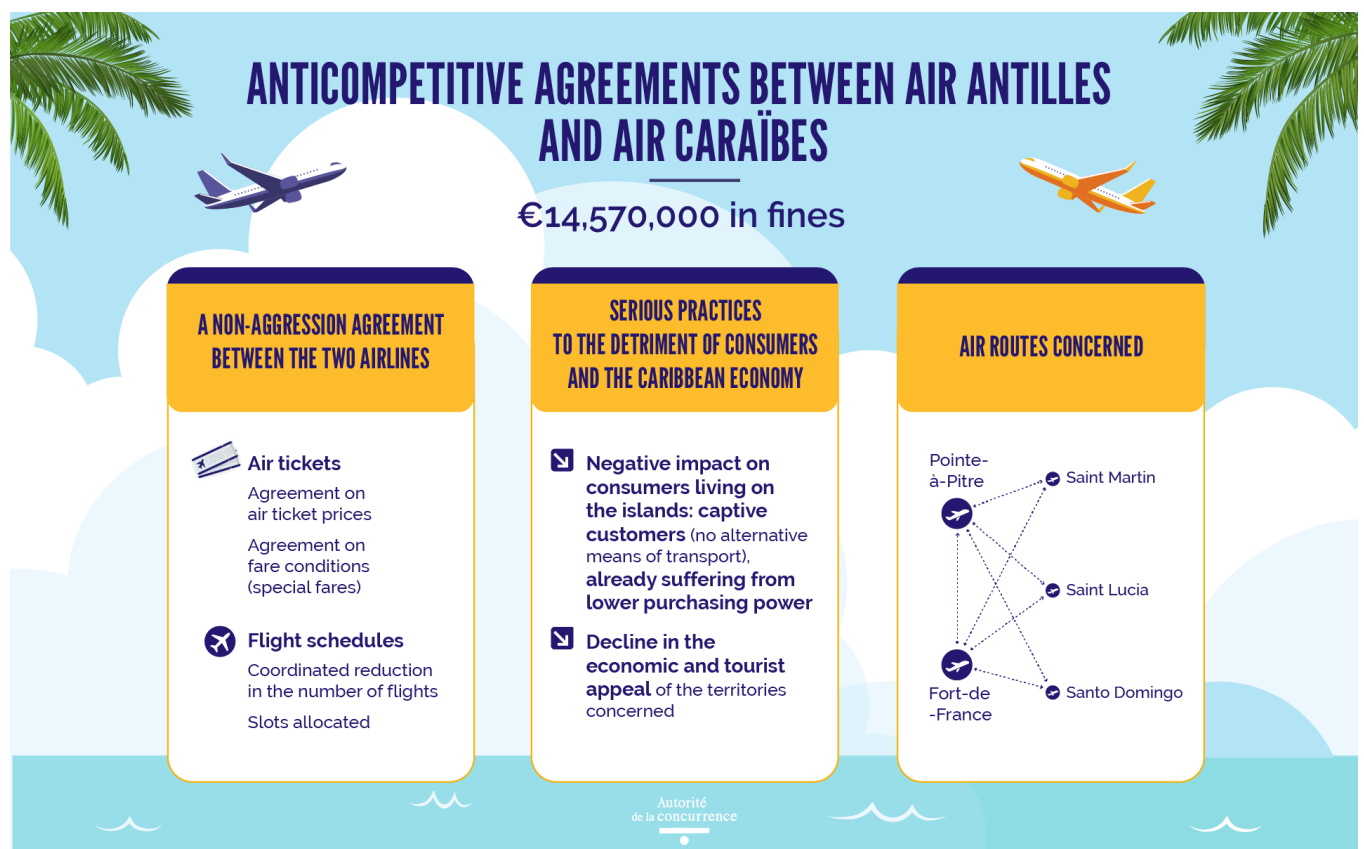 ANTICOMPETITIVE AGREEMENTS BETWEEN AIR ANTILLES
AND AIR CARAÏBES
€14,570,000 in fines
A NON-AGGRESSION AGREEMENT
BETWEEN THE TWO AIRLINES
Air tickets
Agreement on
air ticket prices
Agreement on
fare conditions
(special fares)
Flight schedules
Coordinated reduction
in the number of flights
Slots allocated
SERIOUS PRACTICES
TO THE DETRIMENT OF CONSUMERS
AND THE CARIBBEAN ECONOMY
Negative impact on
consumers living on
the islands: captive
customers (no alternative
means of transport),
already suffering from
lower purchasing power
Decline in the
economic and tourist
appeal of the territories
concerned
AIR ROUTES CONCERNED
Pointe-
à-Pitre
Saint Martin
Saint Lucia
Fort-de
-France
Santo Domingo
Autorité
de la concurrence